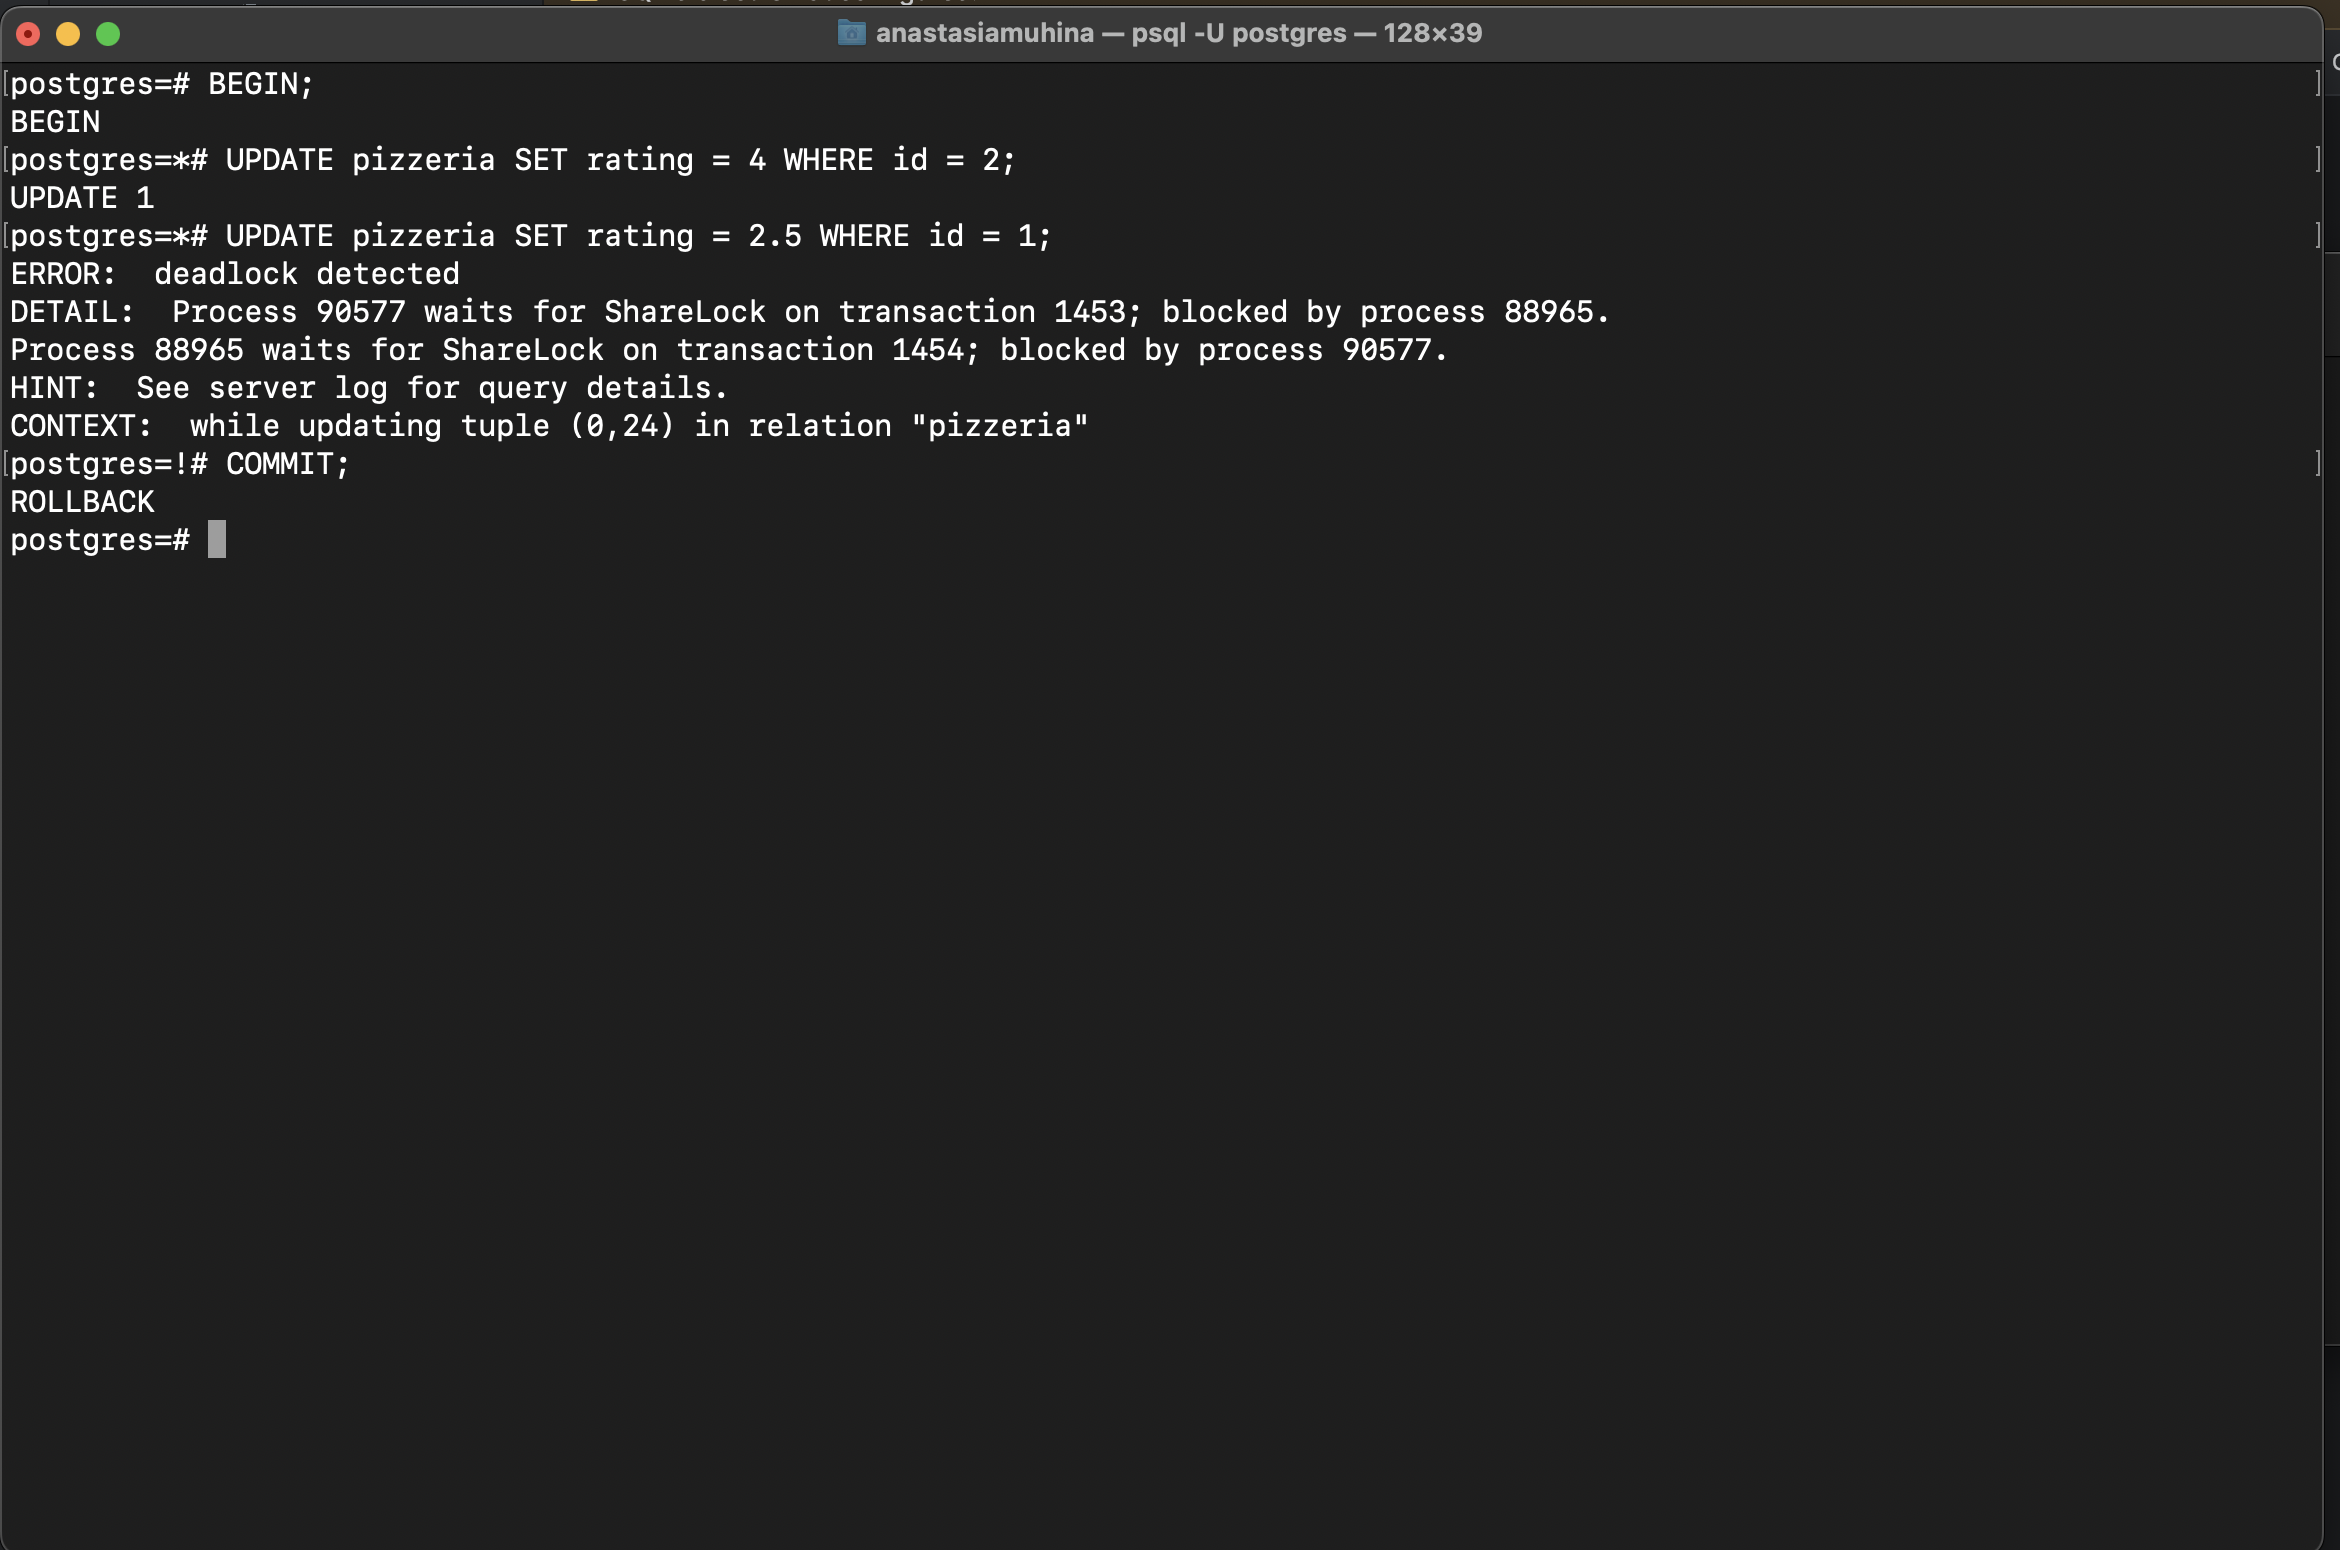 anastasiamuhina — psql -U postgres — 128×39
[postgres=# BEGIN; ]
BEGIN
[postgres=*# UPDATE pizzeria SET rating = 4 WHERE id = 2; ]
UPDATE 1
[postgres=*# UPDATE pizzeria SET rating = 2.5 WHERE id = 1; ]
ERROR:  deadlock detected
DETAIL:  Process 90577 waits for ShareLock on transaction 1453; blocked by process 88965.
Process 88965 waits for ShareLock on transaction 1454; blocked by process 90577.
HINT:  See server log for query details.
CONTEXT:  while updating tuple (0,24) in relation "pizzeria"
[postgres=!# COMMIT; ]
ROLLBACK
postgres=#